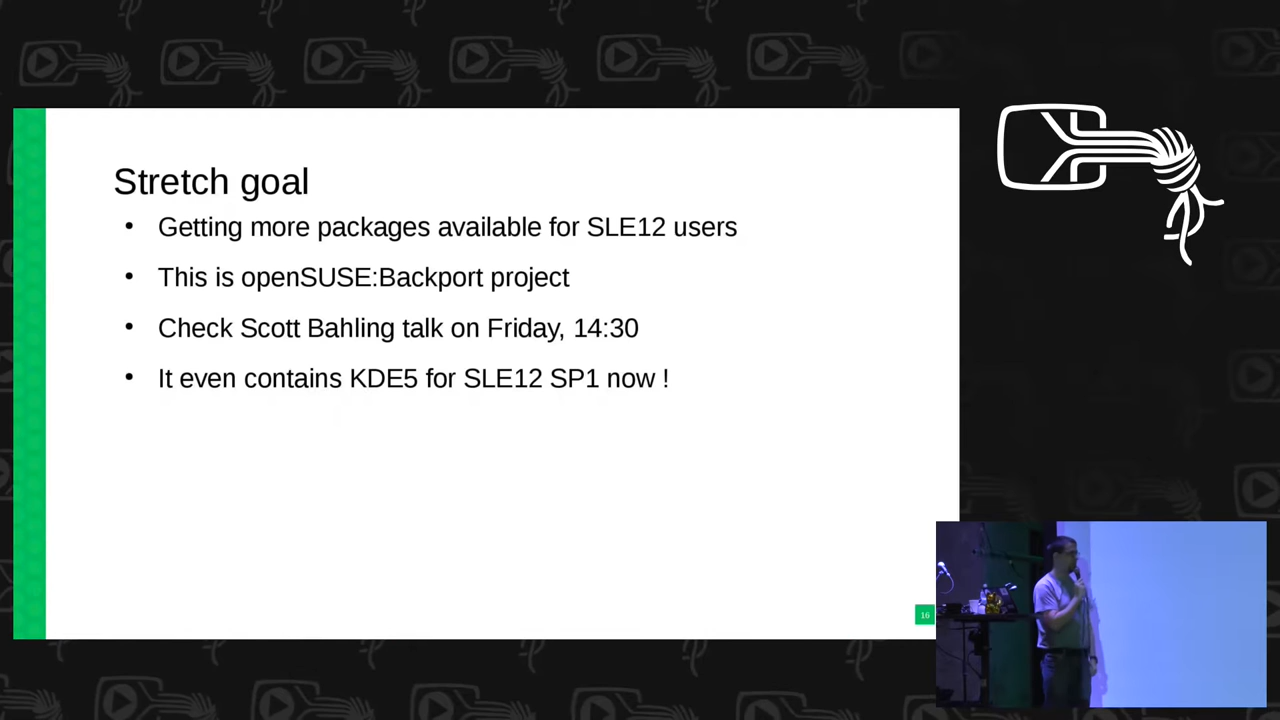 Stretch goal
Getting more packages available for SLE12 users
This is openSUSE:Backport project
Check Scott Bahling talk on Friday, 14:30
It even contains KDE5 for SLE12 SP1 now !
16